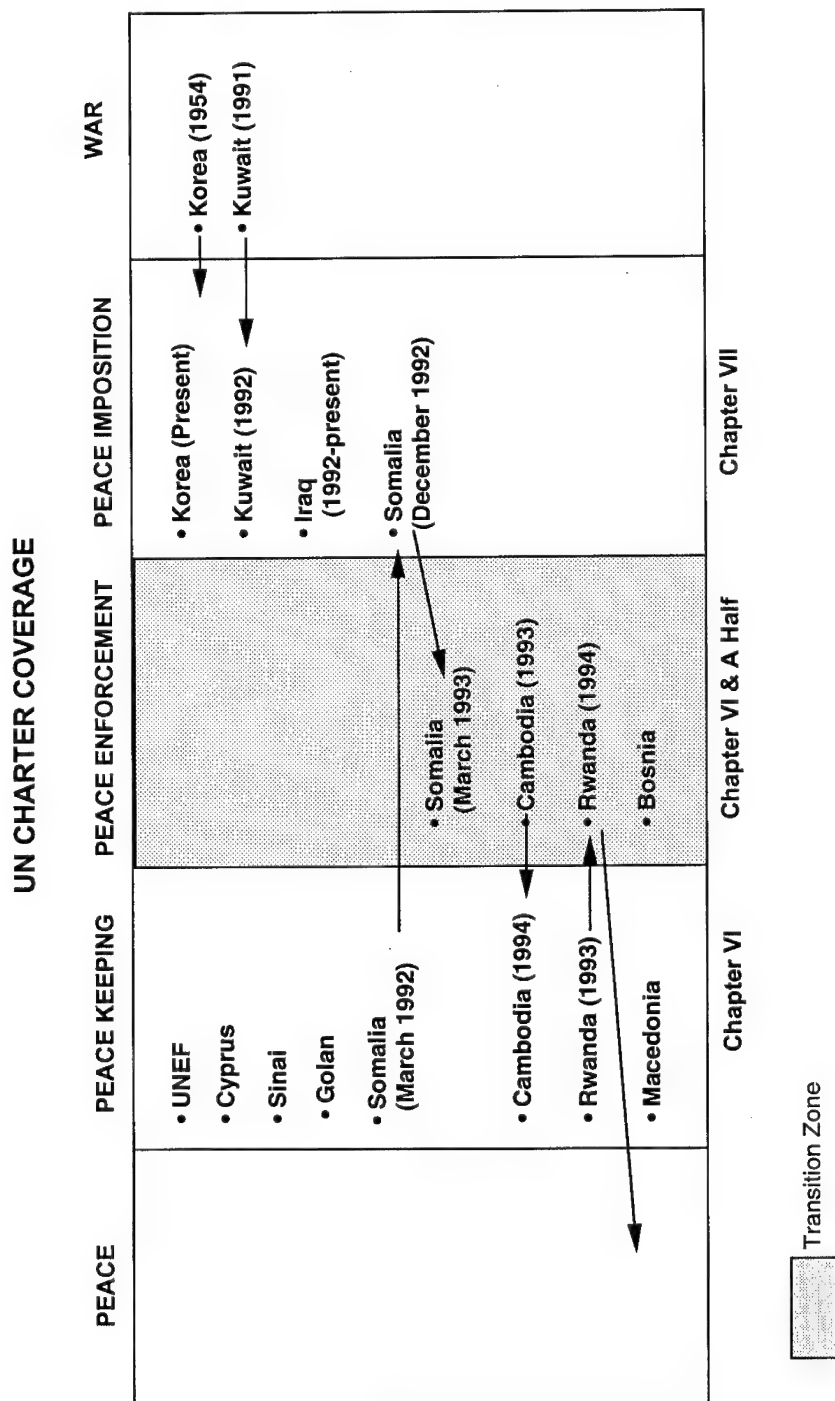 UN CHARTER COVERAGE
PEACE
PEACE KEEPING
PEACE ENFORCEMENT
PEACE IMPOSITION
WAR
• UNEF
• Cyprus
• Sinai
• Golan
• Somalia
(March 1992)
• Cambodia (1994)
• Rwanda (1993)
• Macedonia
• Somalia
(March 1993)
• Cambodia (1993)
• Rwanda (1994)
• Bosnia
• Korea (Present)
• Kuwait (1992)
• Iraq
(1992-present)
• Somalia
(December 1992)
• Korea (1954)
• Kuwait (1991)
Chapter VI
Chapter VI & A Half
Chapter VII
Transition Zone